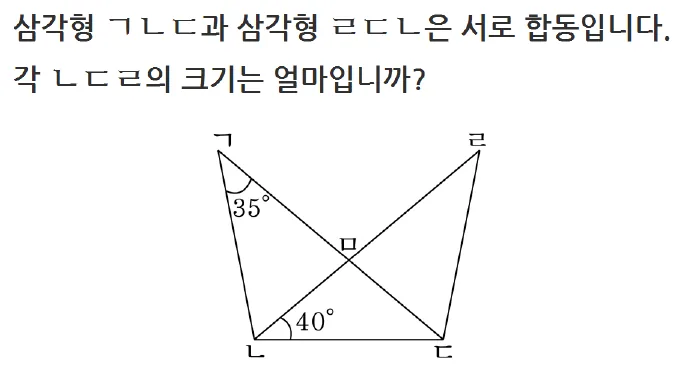 삼각형 ㄱㄴㄷ과 삼각형 ㄹㄷㄴ은 서로 합동입니다.
각 ㄴㄷㄹ의 크기는 얼마입니까?
ㄱ ㄹ
35°
ㅁ
40°
ㄴ ㄷ